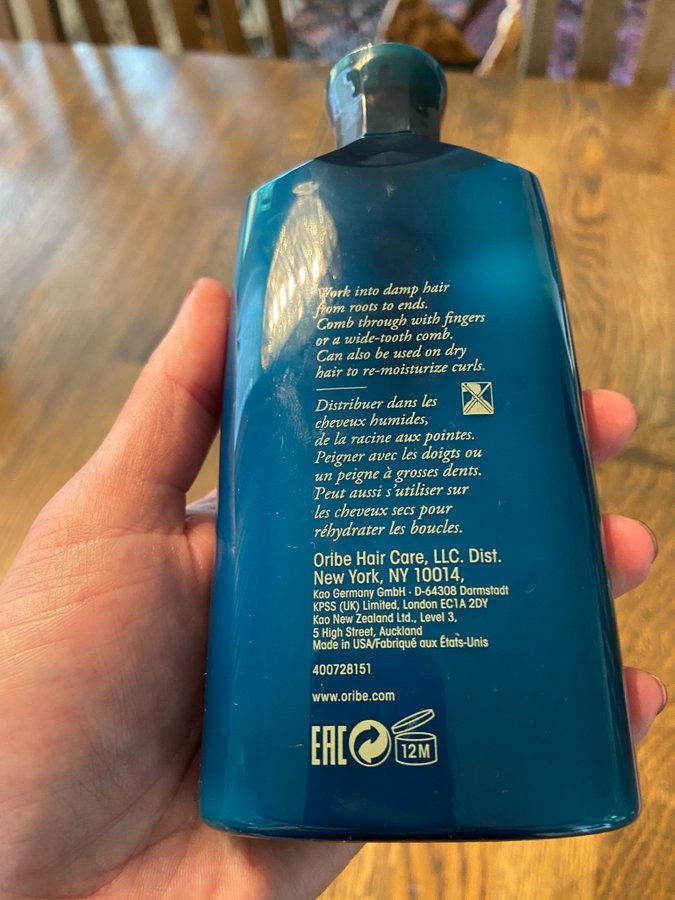 Work into damp hair
from roots to ends.
Comb through with fingers
or a wide-tooth comb.
Can also be used on dry
hair to re-moisturize curls.
Distribuer dans les
cheveux humides,
de la racine aux pointes.
Peigner avec les doigts ou
un peigne à grosses dents.
Peut aussi s'utiliser sur
les cheveux secs pour
réhydrater les boucles.
Oribe Hair Care, LLC. Dist.
New York, NY 10014,
Kao Germany GmbH · D-64308 Darmstadt
KPSS (UK) Limited, London EC1A 2DY
Kao New Zealand Ltd., Level 3,
5 High Street, Auckland
Made in USA/Fabriqué aux États-Unis
400728151
www.oribe.com
EAC 12M